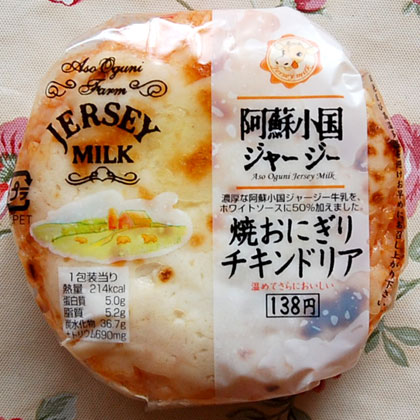 Aso Oguni
Farm
JERSEY
MILK
阿蘇小国
ジャージー
Aso Oguni Jersey Milk
濃厚な阿蘇小国ジャージー牛乳を、
ホワイトソースに50%加えました。
焼おにぎり
チキンドリア
温めてさらにおいしい
138円
1包装当り
熱量 214kcal
蛋白質 5.0g
脂質 5.2g
炭水化物 36.7g
ナトリウム 690mg
プラ
PET